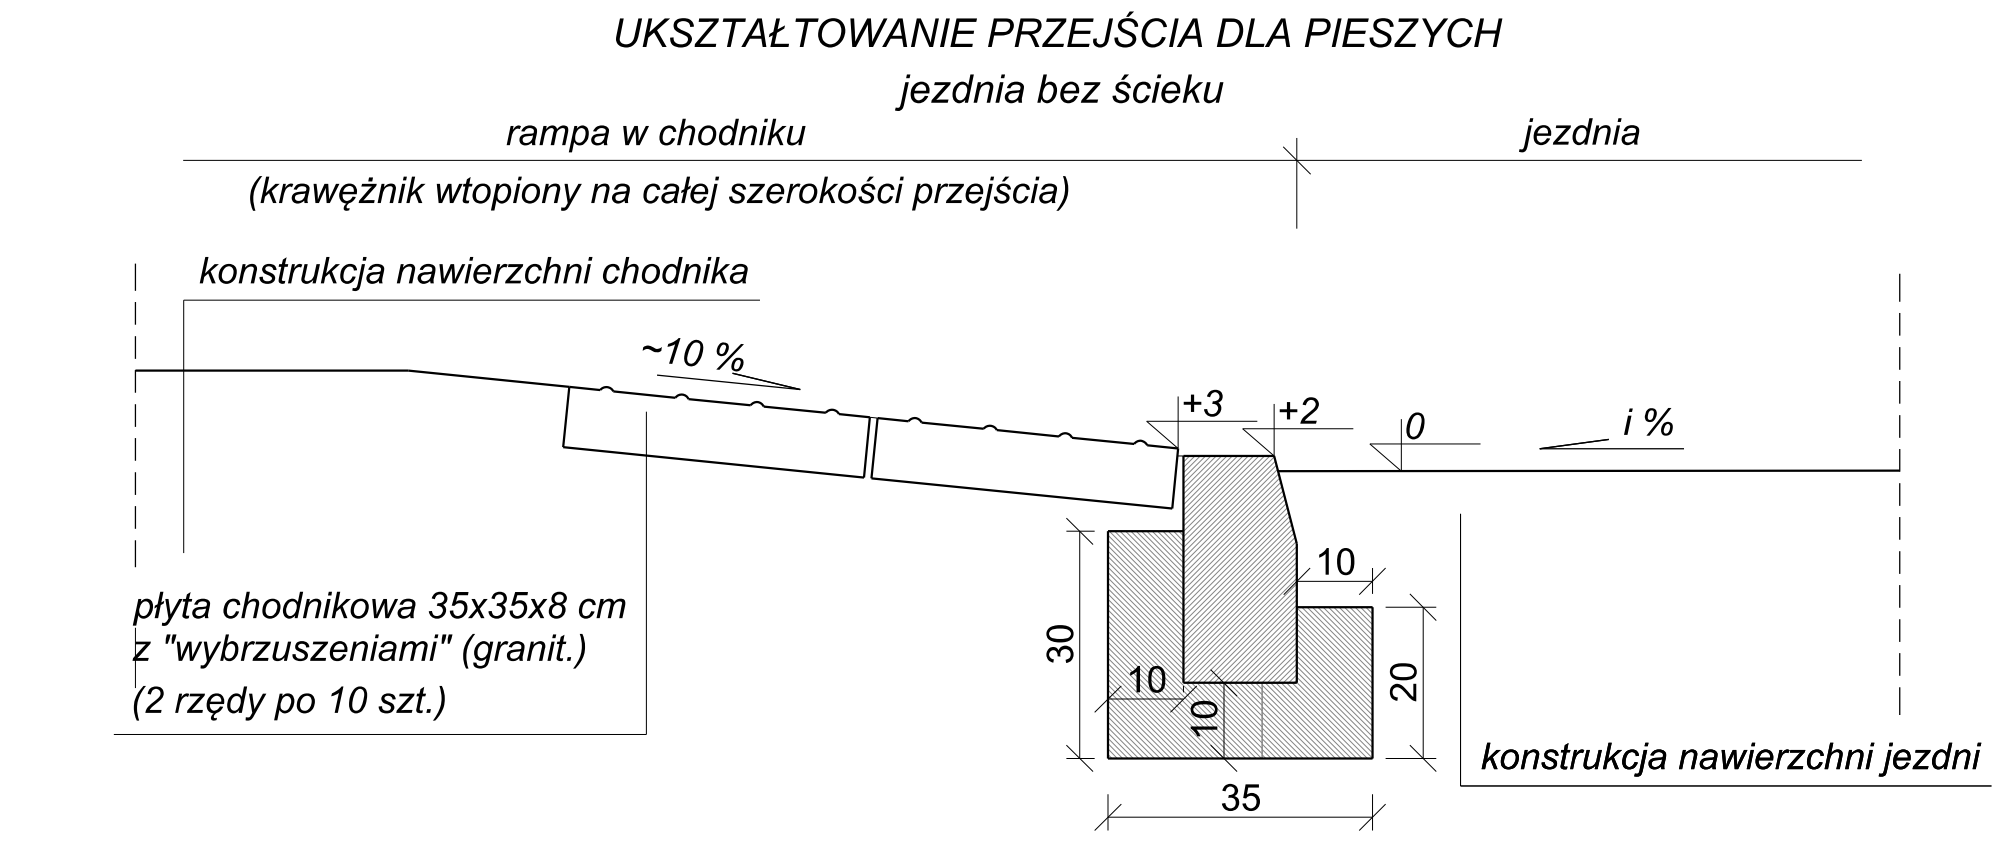 UKSZTAŁTOWANIE PRZEJŚCIA DLA PIESZYCH
jezdnia bez ścieku
rampa w chodniku
jezdnia
(krawężnik wtopiony na całej szerokości przejścia)
konstrukcja nawierzchni chodnika
~10 %
+3
+2
0
i %
10
płyta chodnikowa 35x35x8 cm
z "wybrzuszeniami" (granit.)
(2 rzędy po 10 szt.)
30
10
10
20
konstrukcja nawierzchni jezdni
35